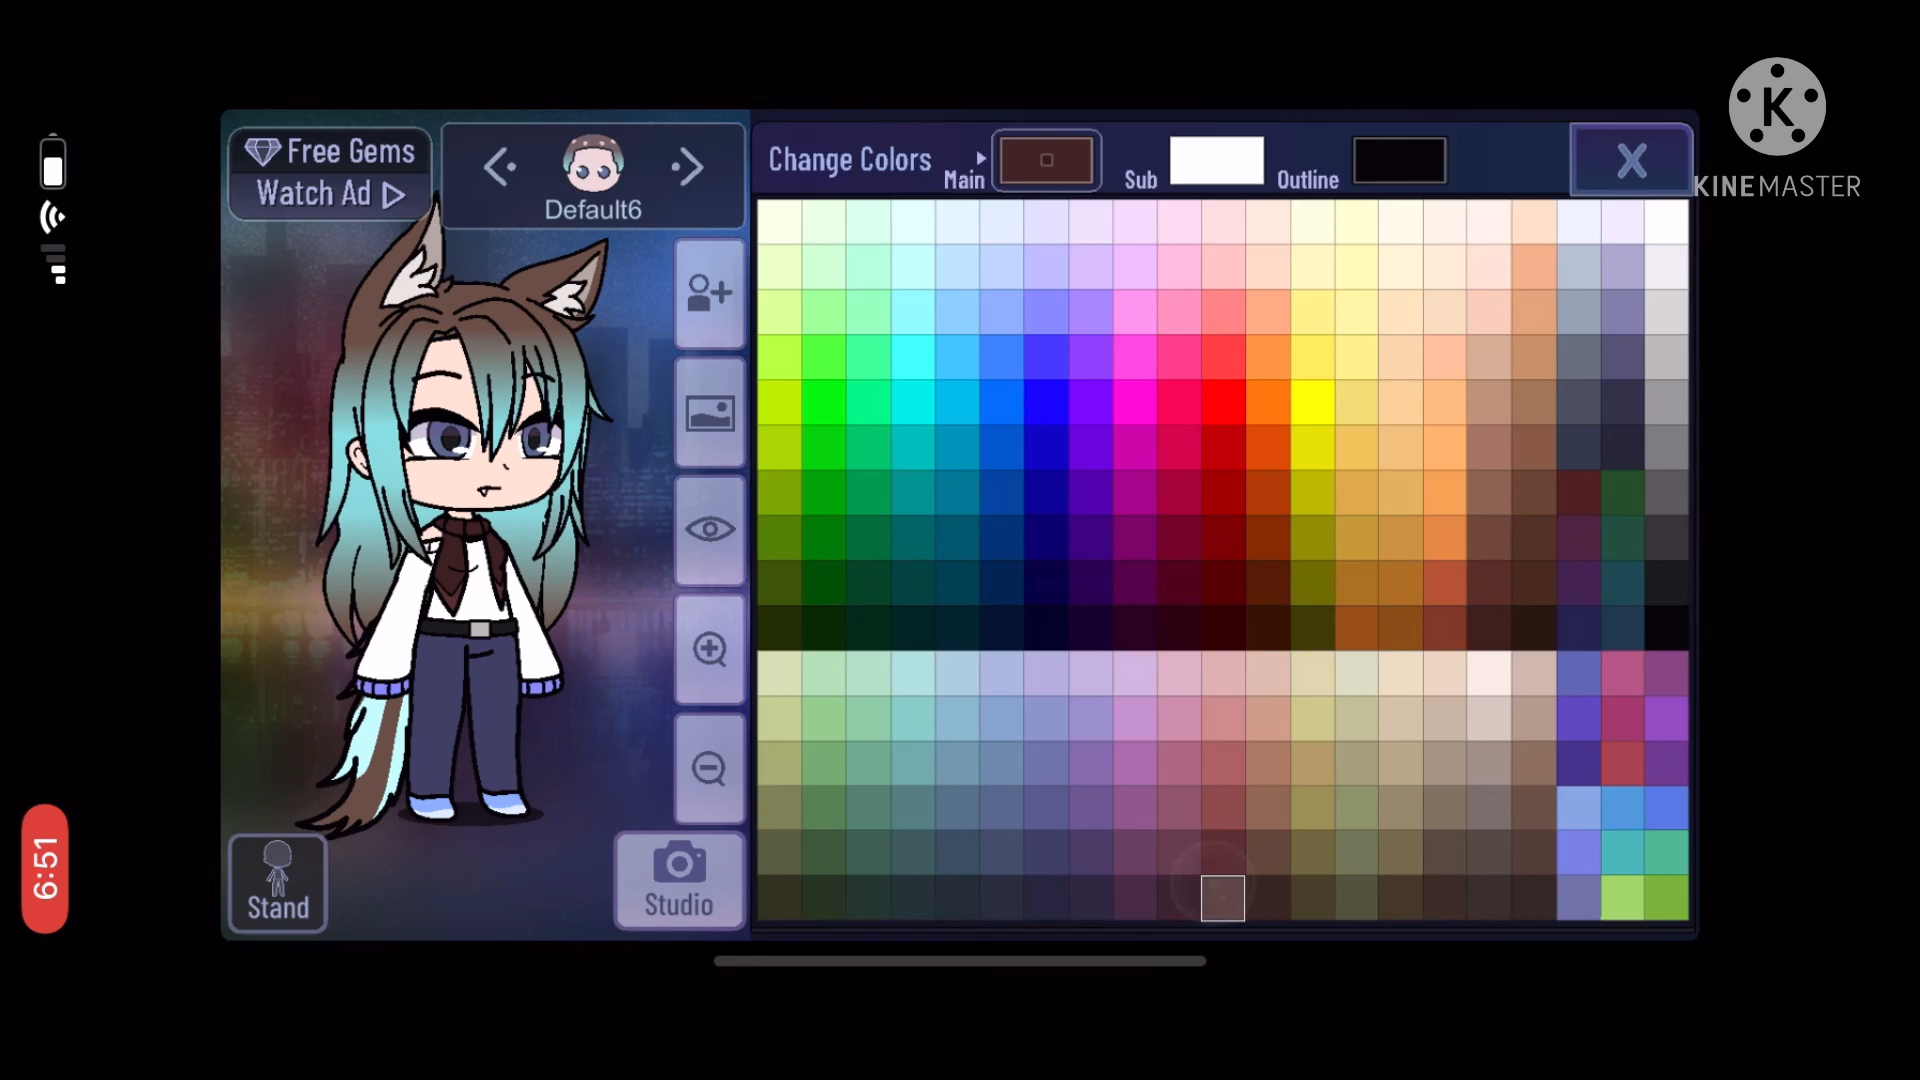 Free Gems
Watch Ad
Default6
Change Colors
Main
Sub
Outline
X
K
KINEMASTER
Stand
Studio
6:51